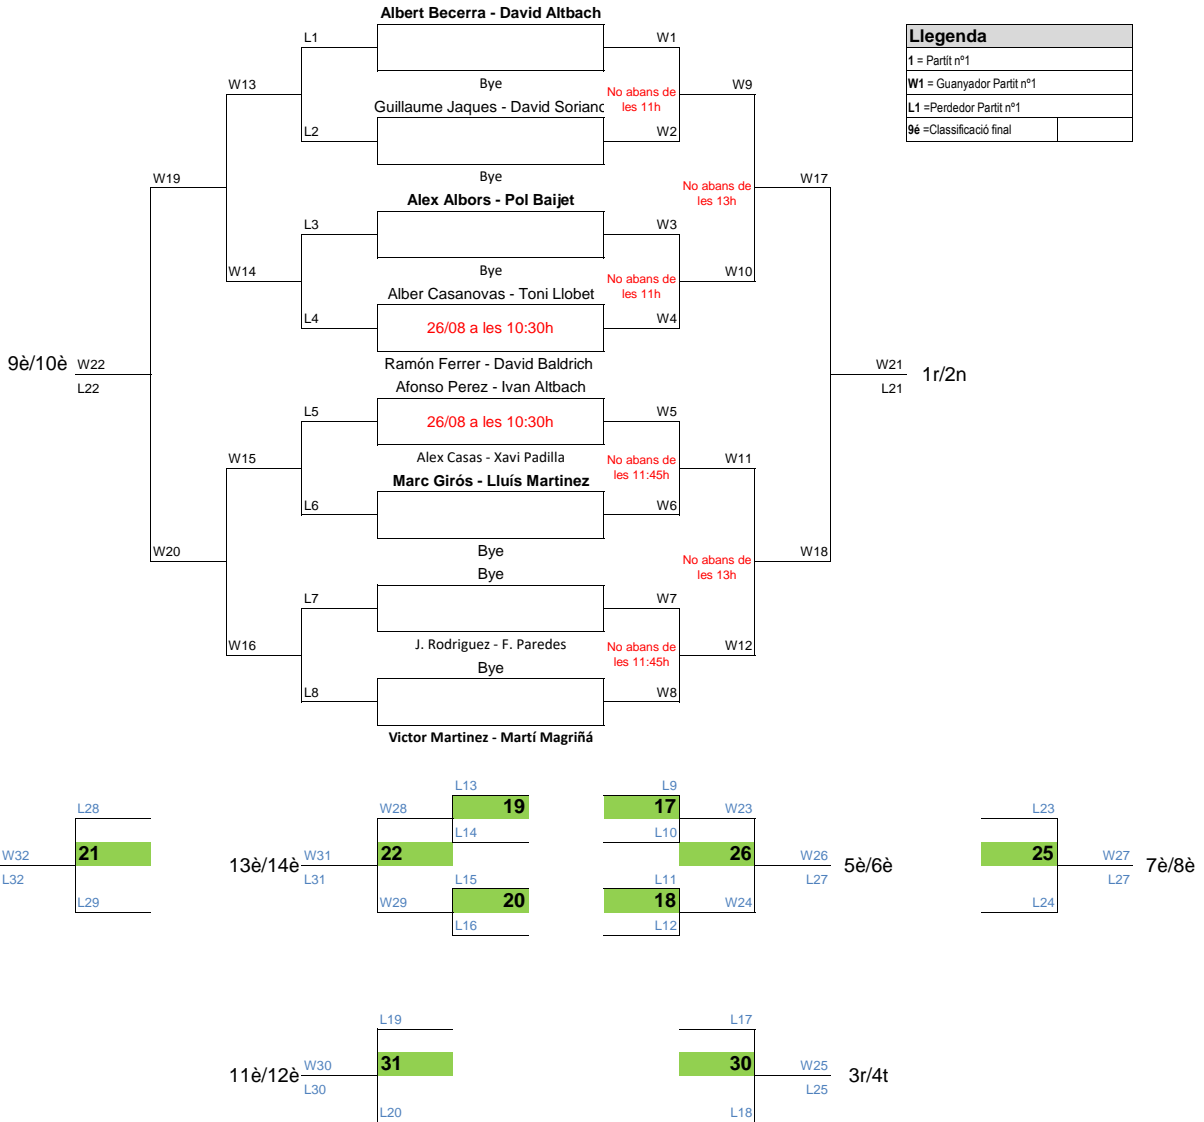 Albert Becerra - David Altbach
L1
W1
Llegenda
1 = Partit nº1
W13
Bye
W9
W1 = Guanyador Partit nº1
No abans de
les 11h
Guillaume Jaques - David Soriano
L1 =Perdedor Partit nº1
L2
W2
9é =Classificació final
W19
Bye
No abans de
les 13h
W17
Alex Albors - Pol Baijet
L3
W3
W14
Bye
No abans de
les 11h
W10
Alber Casanovas - Toni Llobet
L4
26/08 a les 10:30h
W4
9è/10è
W22
L22
Ramón Ferrer - David Baldrich
W21
L21
1r/2n
Afonso Perez - Ivan Altbach
L5
26/08 a les 10:30h
W5
W15
Alex Casas - Xavi Padilla
No abans de
les 11:45h
W11
Marc Girós - Lluís Martinez
L6
W6
W20
Bye
No abans de
les 13h
W18
Bye
L7
W7
W16
J. Rodriguez - F. Paredes
No abans de
les 11:45h
W12
Bye
L8
W8
Victor Martinez - Martí Magriñá
L13
L9
L28
W28
19
17
W23
L23
L14
L10
W32
21
13è/14è
W31
22
26
W26
5è/6è
25
W27
7è/8è
L32
L31
L15
L11
L27
L27
L29
W29
20
18
W24
L24
L16
L12
L19
L17
11è/12è
W30
31
30
W25
3r/4t
L30
L25
L20
L18